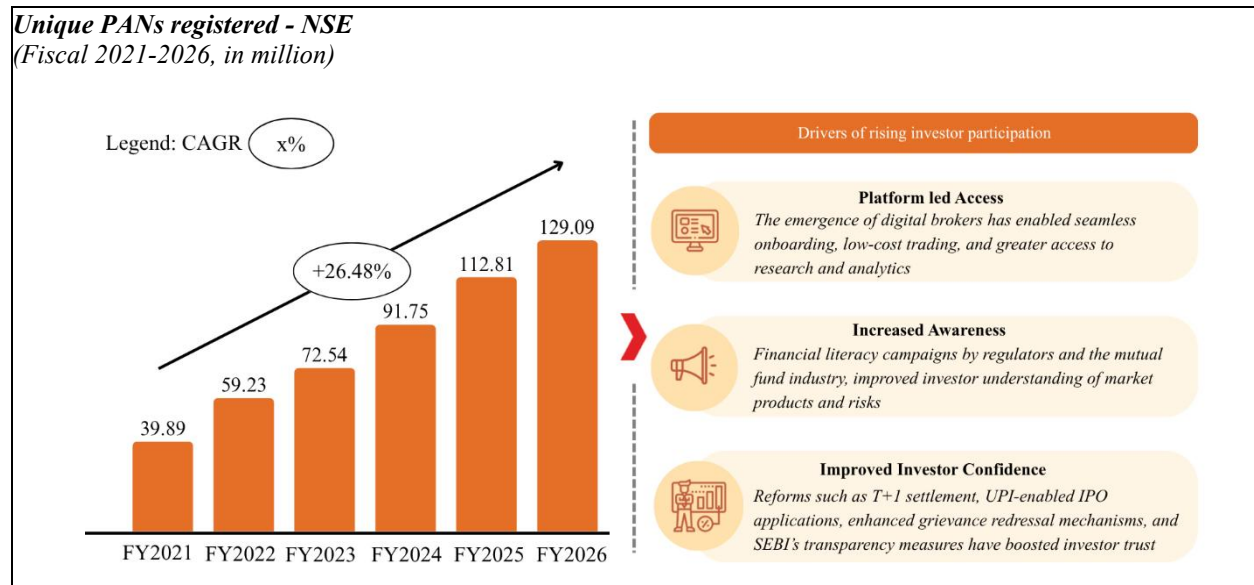 Unique PANs registered - NSE
(Fiscal 2021-2026, in million)
Legend: CAGR x%
+26.48%
39.89
59.23
72.54
91.75
112.81
129.09
FY2021 FY2022 FY2023 FY2024 FY2025 FY2026
Drivers of rising investor participation
Platform led Access
The emergence of digital brokers has enabled seamless
onboarding, low-cost trading, and greater access to
research and analytics
Increased Awareness
Financial literacy campaigns by regulators and the mutual
fund industry, improved investor understanding of market
products and risks
Improved Investor Confidence
Reforms such as T+1 settlement, UPI-enabled IPO
applications, enhanced grievance redressal mechanisms, and
SEBI's transparency measures have boosted investor trust